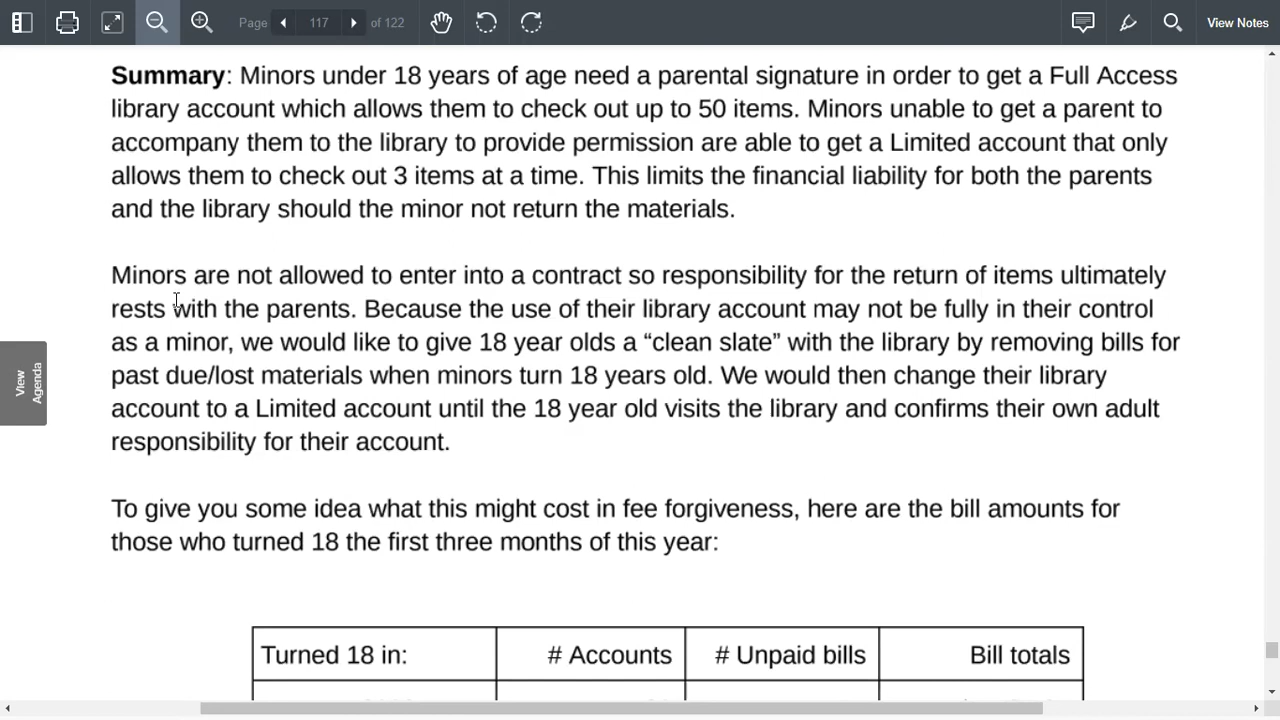 Page 117 of 122 View Notes
Summary: Minors under 18 years of age need a parental signature in order to get a Full Access
library account which allows them to check out up to 50 items. Minors unable to get a parent to
accompany them to the library to provide permission are able to get a Limited account that only
allows them to check out 3 items at a time. This limits the financial liability for both the parents
and the library should the minor not return the materials.
Minors are not allowed to enter into a contract so responsibility for the return of items ultimately
rests with the parents. Because the use of their library account may not be fully in their control
as a minor, we would like to give 18 year olds a “clean slate” with the library by removing bills for
past due/lost materials when minors turn 18 years old. We would then change their library
account to a Limited account until the 18 year old visits the library and confirms their own adult
responsibility for their account.
View
Agenda
To give you some idea what this might cost in fee forgiveness, here are the bill amounts for
those who turned 18 the first three months of this year:
Turned 18 in: # Accounts # Unpaid bills Bill totals